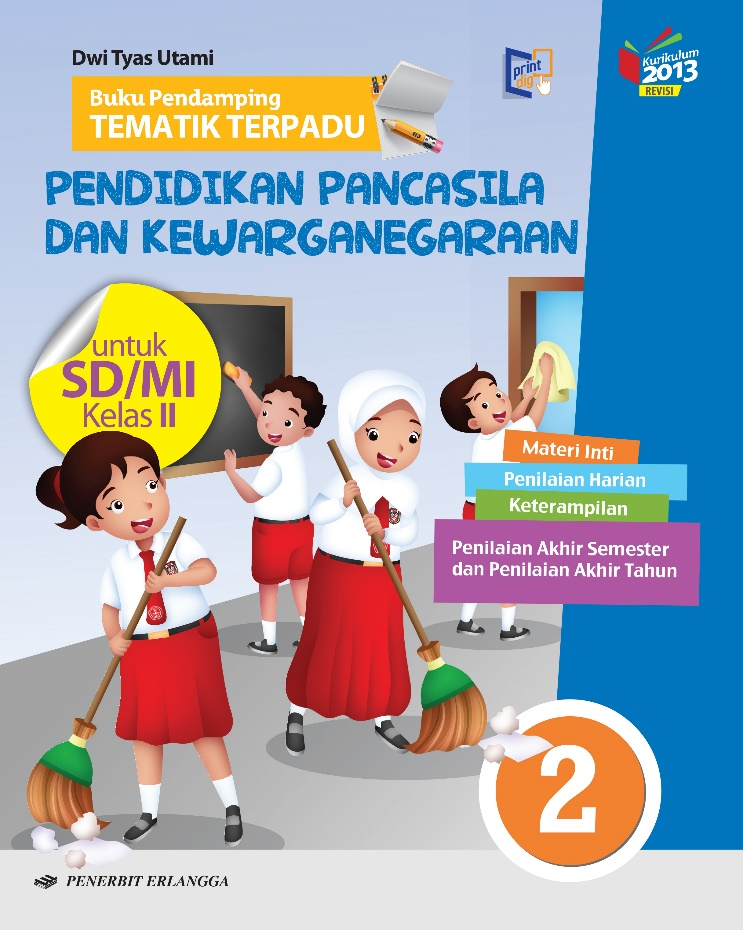 Dwi Tyas Utami
print
dig
Kurikulum
2013
REVISI
Buku Pendamping
TEMATIK TERPADU
PENDIDIKAN PANCASILA
DAN KEWARGANEGARAAN
untuk
SD/MI
Kelas II
Materi Inti
Penilaian Harian
Keterampilan
Penilaian Akhir Semester
dan Penilaian Akhir Tahun
2
PENERBIT ERLANGGA